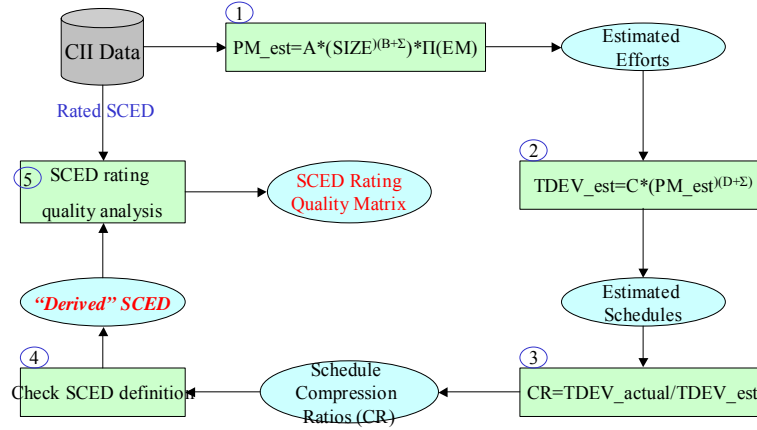 1
CII Data
PM_est=A*(SIZE)(B+Σ)*Π(EM)
Estimated
Efforts
Rated SCED
2
TDEV_est=C*(PM_est)(D+Σ)
5
SCED rating
quality analysis
SCED Rating
Quality Matrix
Estimated
Schedules
“Derived” SCED
3
CR=TDEV_actual/TDEV_est
Schedule
Compression
Ratios (CR)
4
Check SCED definition